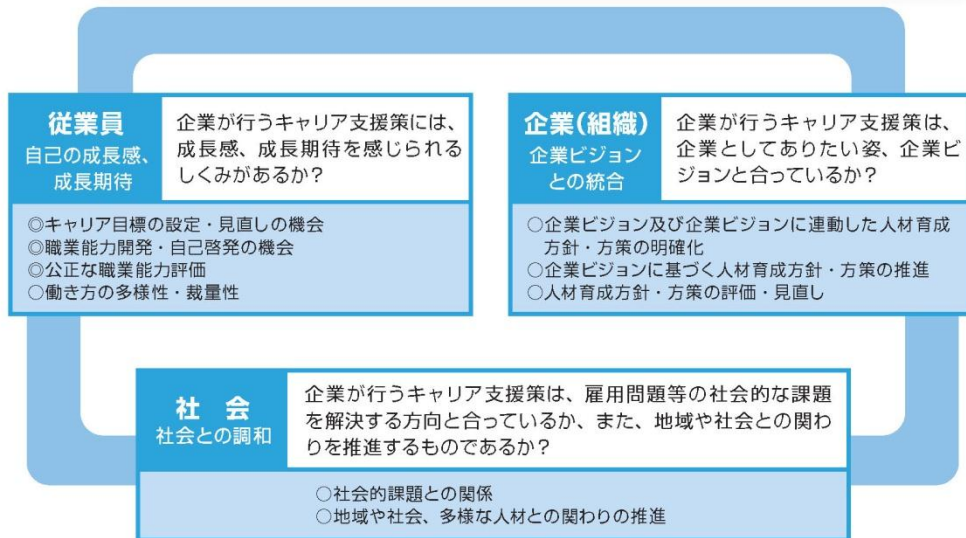 従業員
自己の成長感、
成長期待
企業が行うキャリア支援策には、
成長感、成長期待を感じられる
しくみがあるか？
◎キャリア目標の設定・見直しの機会
◎職業能力開発・自己啓発の機会
◎公正な職業能力評価
○働き方の多様性・裁量性
企業(組織)
企業ビジョン
との統合
企業が行うキャリア支援策は、
企業としてありたい姿、企業ビ
ジョンと合っているか？
○企業ビジョン及び企業ビジョンに連動した人材育成
方針・方策の明確化
○企業ビジョンに基づく人材育成方針・方策の推進
○人材育成方針・方策の評価・見直し
社　会
社会との調和
企業が行うキャリア支援策は、雇用問題等の社会的な課題
を解決する方向と合っているか、また、地域や社会との関わ
りを推進するものであるか？
○社会的課題との関係
○地域や社会、多様な人材との関わりの推進